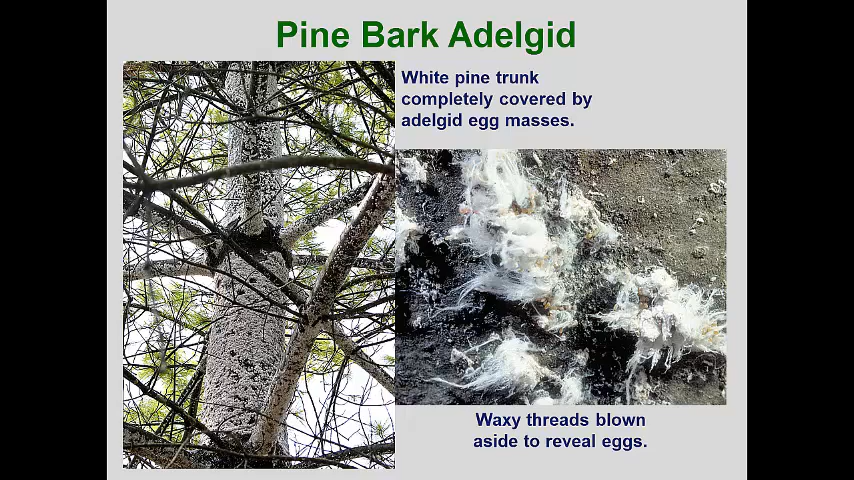 Pine Bark Adelgid
White pine trunk
completely covered by
adelgid egg masses.
Waxy threads blown
aside to reveal eggs.